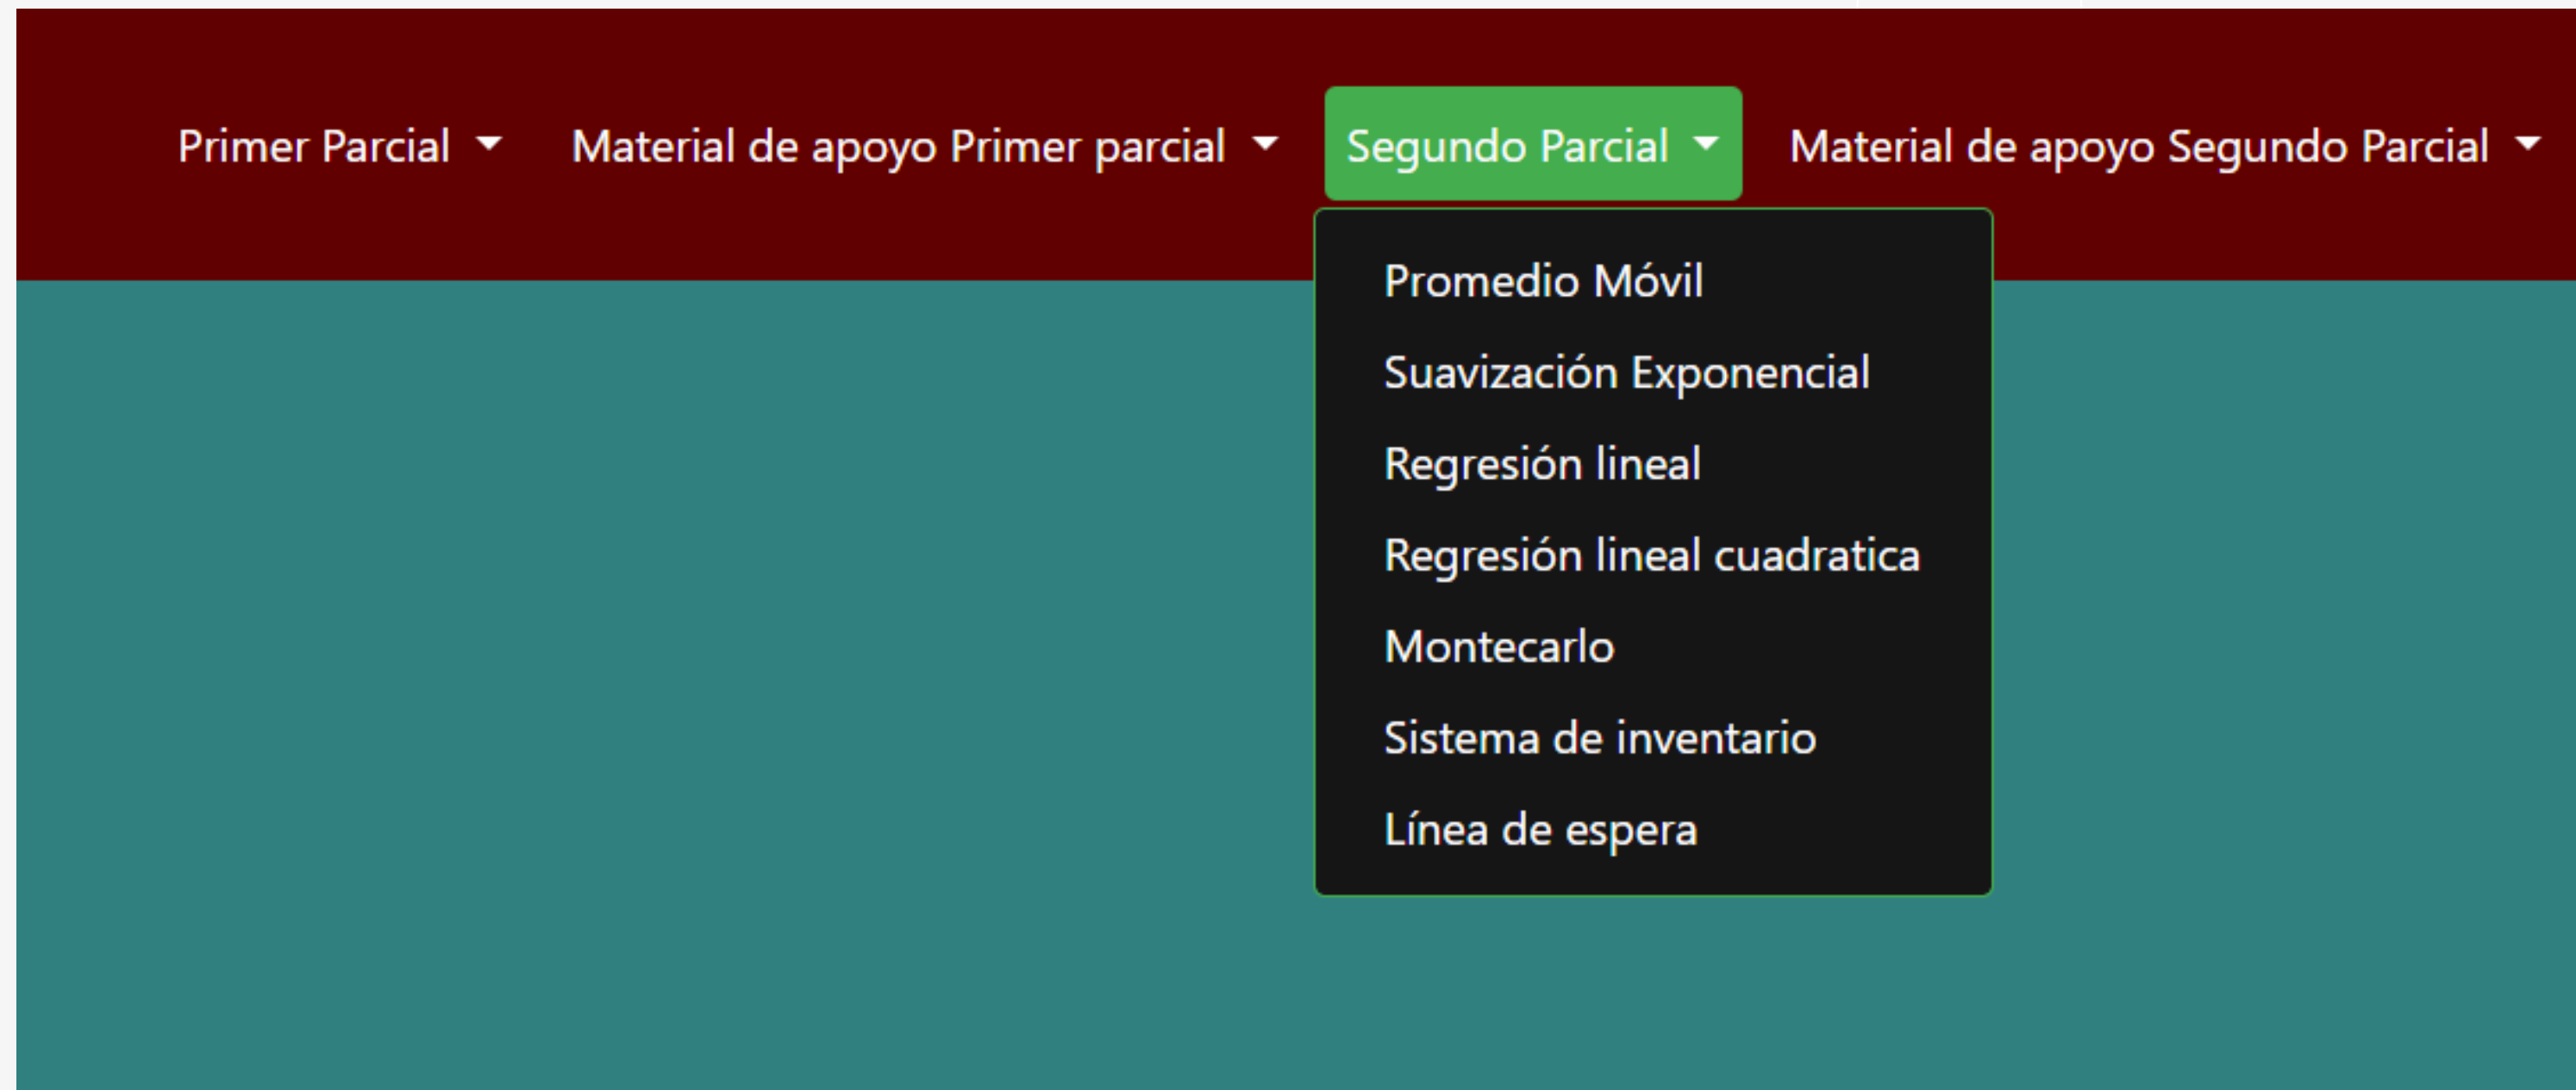 Primer Parcial
Material de apoyo Primer parcial
Segundo Parcial
Material de apoyo Segundo Parcial
Promedio Móvil
Suavización Exponencial
Regresión lineal
Regresión lineal cuadratica
Montecarlo
Sistema de inventario
Línea de espera